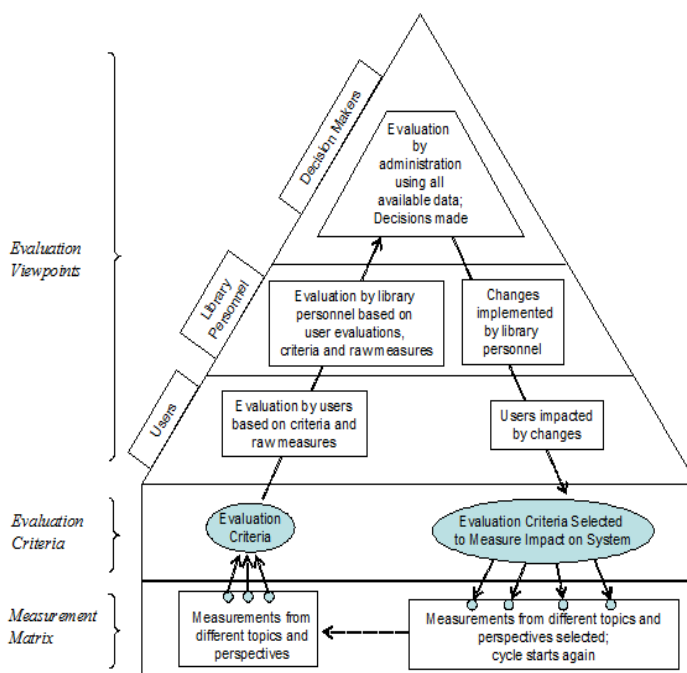 Decision Makers
Evaluation
by
administration
using all
available data;
Decisions made
Evaluation
Viewpoints
Library
Personnel
Evaluation by library
personnel based on
user evaluations,
criteria and raw measures
Changes
implemented
by library
personnel
Users
Evaluation by users
based on criteria and
raw measures
Users impacted
by changes
Evaluation
Criteria
Evaluation
Criteria
Evaluation Criteria Selected
to Measure Impact on System
Measurement
Matrix
Measurements from
different topics and
perspectives
Measurements from different topics and
perspectives selected;
cycle starts again